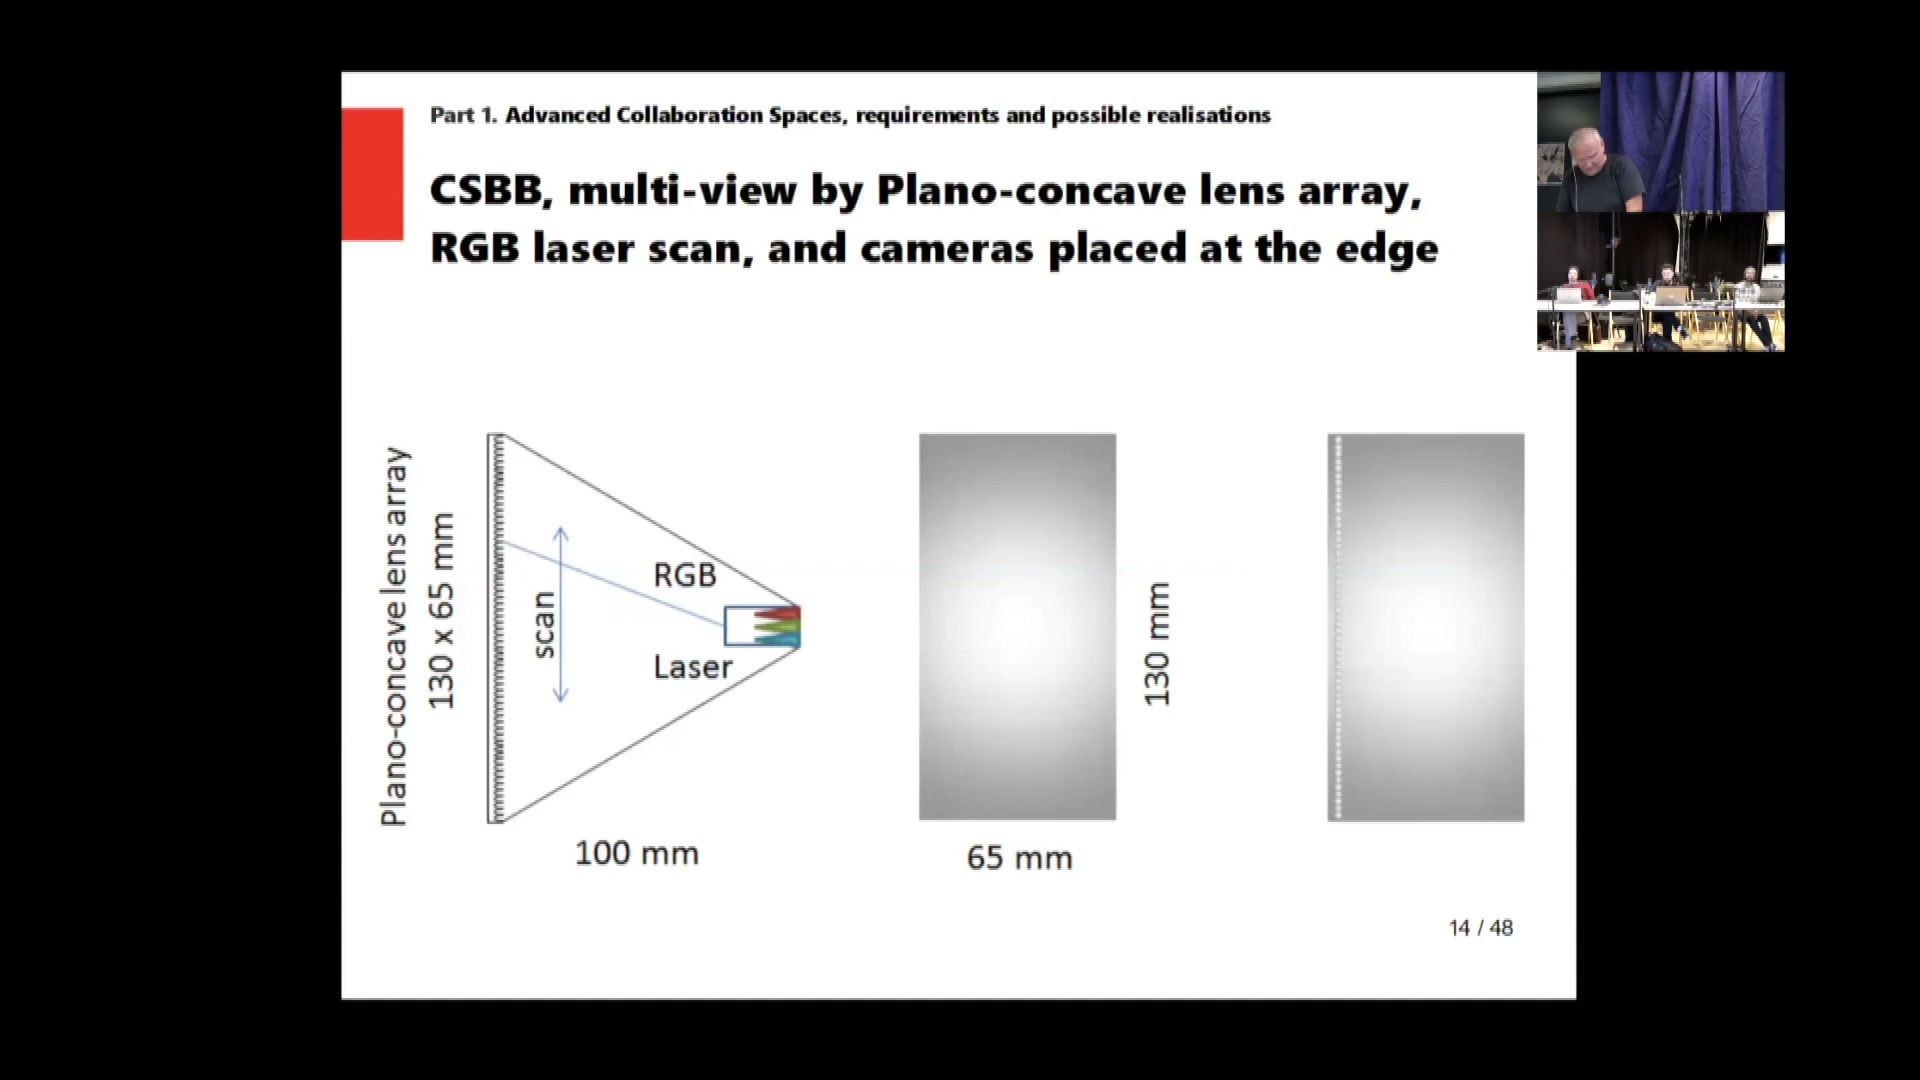 Part 1. Advanced Collaboration Spaces, requirements and possible realisations
CSBB, multi-view by Plano-concave lens array,
RGB laser scan, and cameras placed at the edge
Plano-concave lens array
130 x 65 mm
scan
RGB
Laser
100 mm
65 mm
130 mm
14 / 48